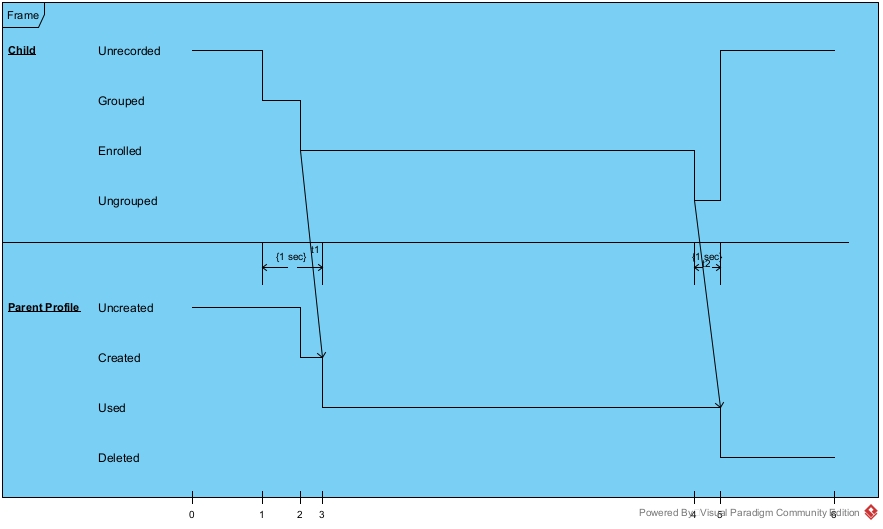 Frame
Child
Unrecorded
Grouped
Enrolled
Ungrouped
t1
{1 sec}
{1 sec}
t2
Parent Profile
Uncreated
Created
Used
Deleted
0 1 2 3 4 5 6
Powered By: Visual Paradigm Community Edition